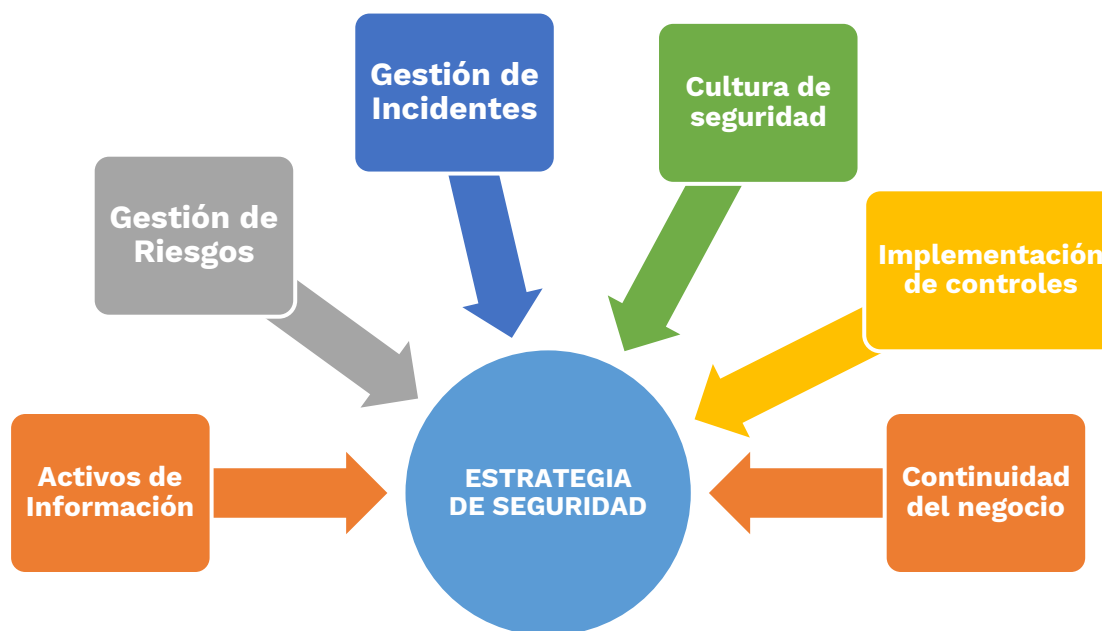 Gestión de
Incidentes
Cultura de
seguridad
Gestión de
Riesgos
Implementación
de controles
Activos de
Información
ESTRATEGIA
DE SEGURIDAD
Continuidad
del negocio